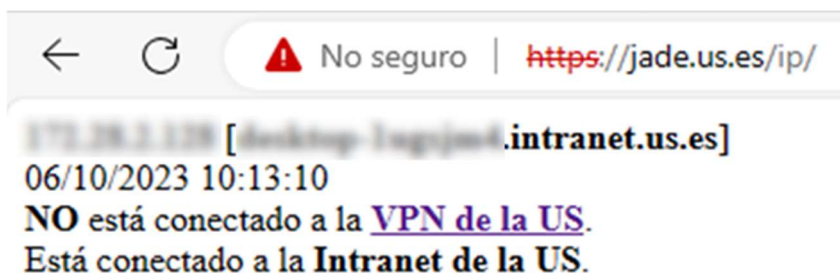 No seguro | https://jade.us.es/ip/
[ .intranet.us.es]
06/10/2023 10:13:10
NO está conectado a la VPN de la US.
Está conectado a la Intranet de la US.